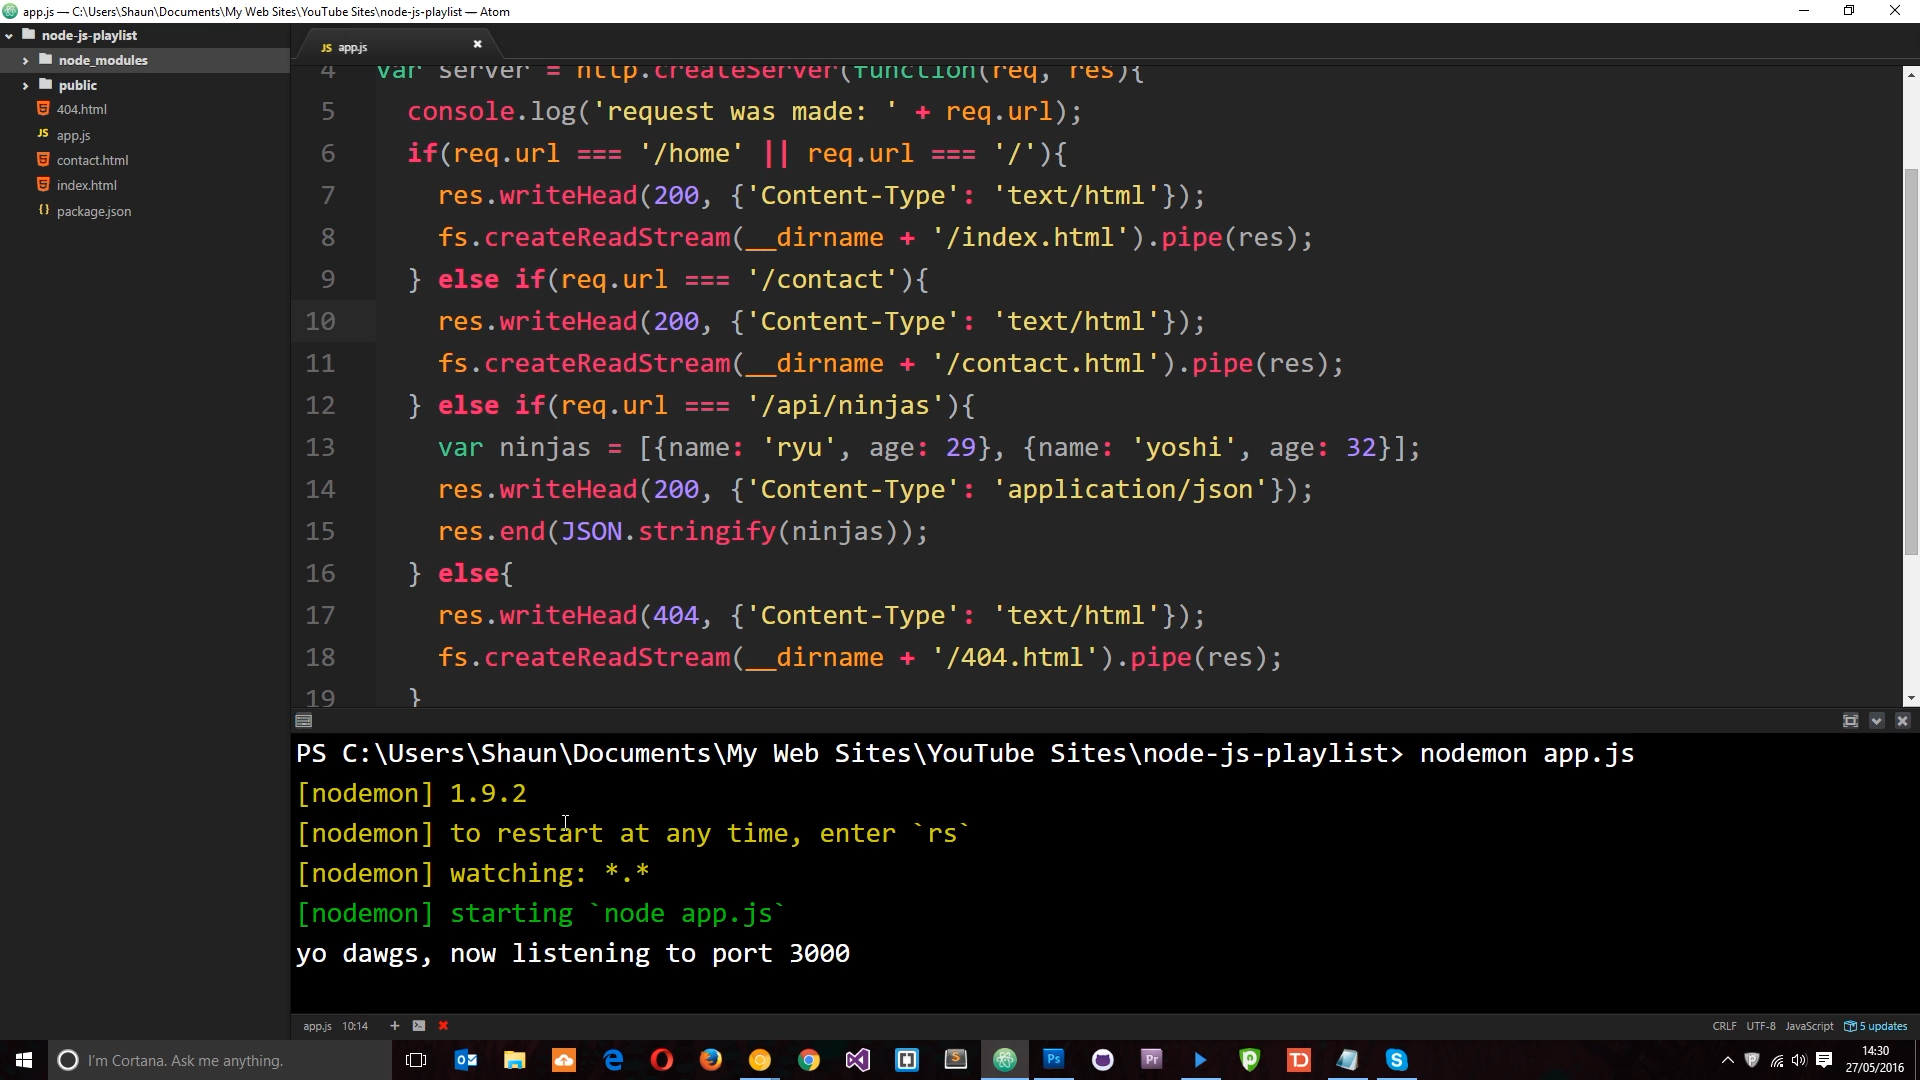 app.js — C:\Users\Shaun\Documents\My Web Sites\YouTube Sites\node-js-playlist — Atom
node-js-playlist
node_modules
public
404.html
JS app.js
contact.html
index.html
{} package.json
JS app.js
4 var server = http.createServer(function(req, res){
5 console.log('request was made: ' + req.url);
6 if(req.url === '/home' || req.url === '/'){
7 res.writeHead(200, {'Content-Type': 'text/html'});
8 fs.createReadStream(__dirname + '/index.html').pipe(res);
9 } else if(req.url === '/contact'){
10 res.writeHead(200, {'Content-Type': 'text/html'});
11 fs.createReadStream(__dirname + '/contact.html').pipe(res);
12 } else if(req.url === '/api/ninjas'){
13 var ninjas = [{name: 'ryu', age: 29}, {name: 'yoshi', age: 32}];
14 res.writeHead(200, {'Content-Type': 'application/json'});
15 res.end(JSON.stringify(ninjas));
16 } else{
17 res.writeHead(404, {'Content-Type': 'text/html'});
18 fs.createReadStream(__dirname + '/404.html').pipe(res);
19 }
PS C:\Users\Shaun\Documents\My Web Sites\YouTube Sites\node-js-playlist> nodemon app.js
[nodemon] 1.9.2
[nodemon] to restart at any time, enter `rs`
[nodemon] watching: *.*
[nodemon] starting `node app.js`
yo dawgs, now listening to port 3000
app.js 10:14
CRLF UTF-8 JavaScript 5 updates
I'm Cortana. Ask me anything.
Ps
Pr
TD
14:30
27/05/2016